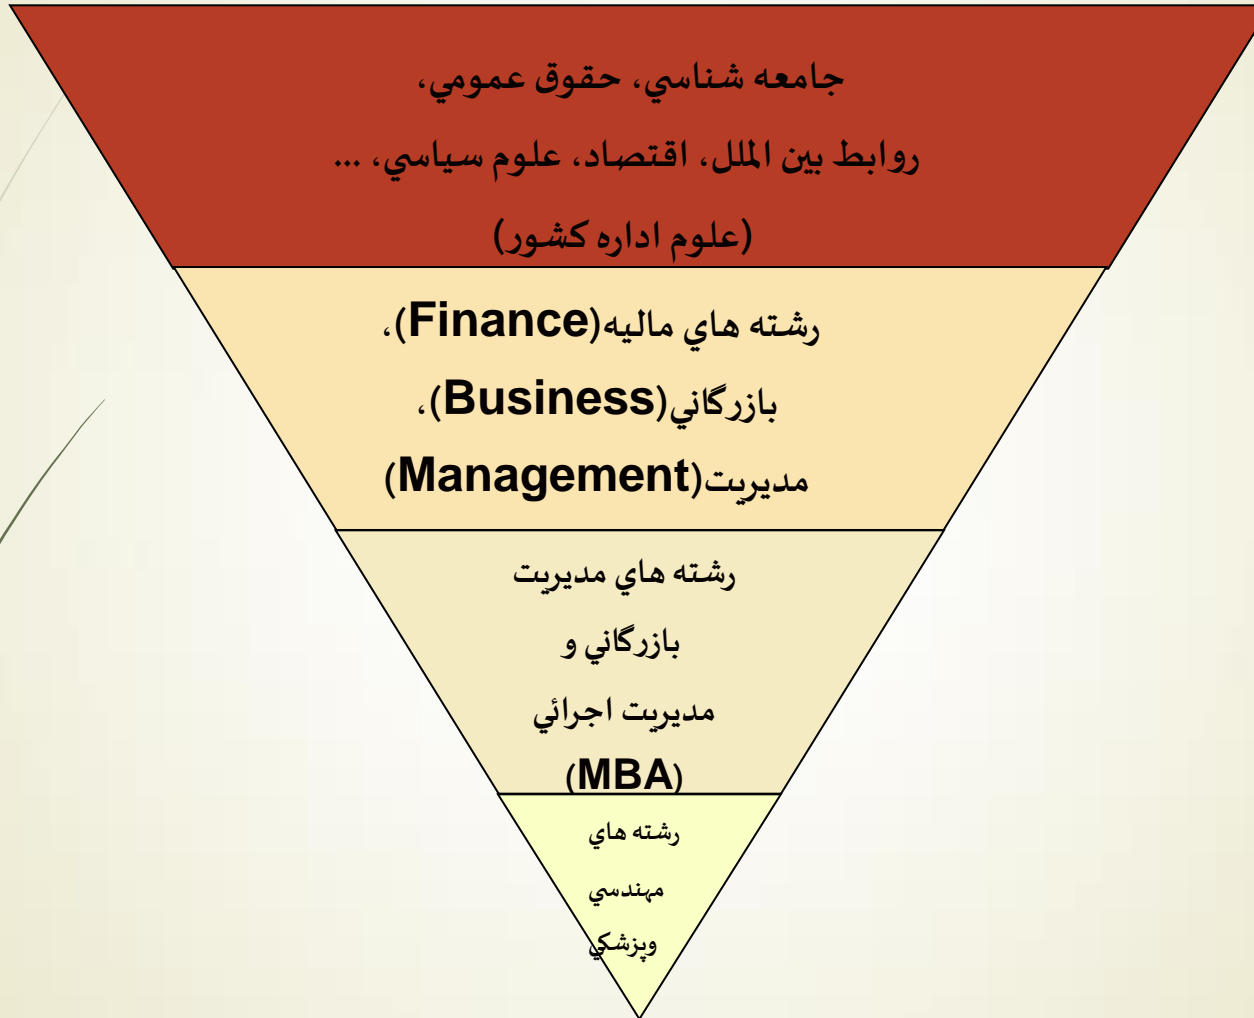 جامعه شناسي، حقوق عمومي،
روابط بين الملل، اقتصاد، علوم سياسي، ...
(علوم اداره كشور)
رشته هاي ماليه(Finance)،
بازرگاني(Business)،
مديريت(Management)
رشته هاي مديريت
بازرگاني و
مديريت اجرائي
(MBA)
رشته هاي
مهندسي
وپزشكي